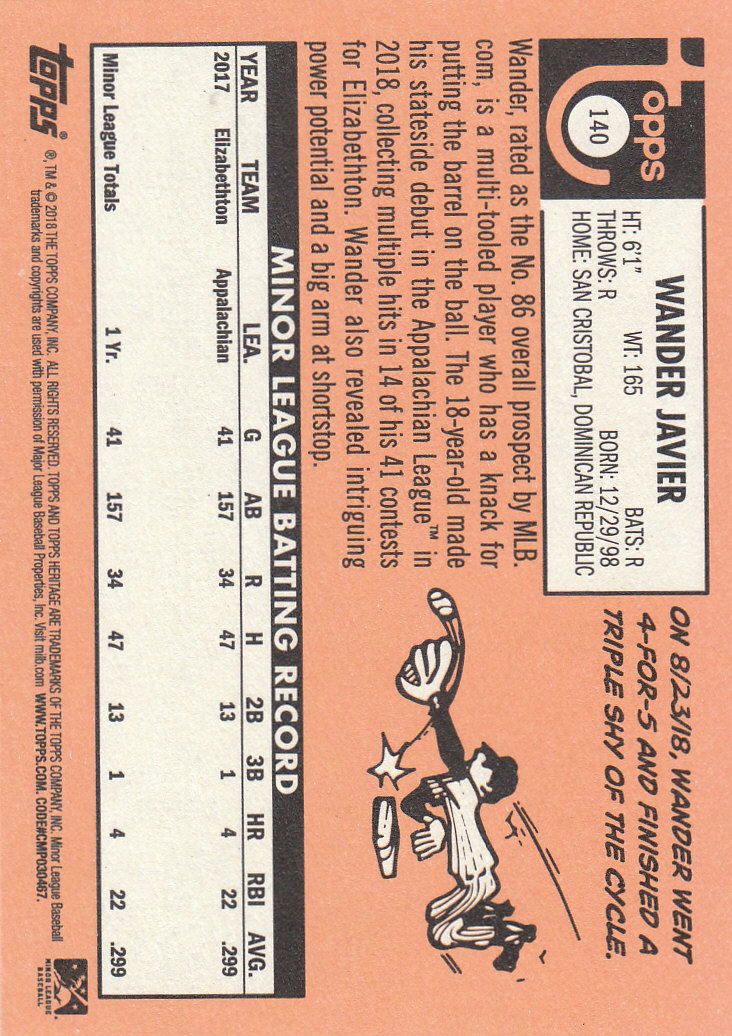 topps
140
WANDER JAVIER
HT: 6'1" WT: 165 BATS: R
THROWS: R BORN: 12/29/98
HOME: SAN CRISTOBAL, DOMINICAN REPUBLIC
ON 8/23/18, WANDER WENT
4-FOR-5 AND FINISHED A
TRIPLE SHY OF THE CYCLE.
Wander, rated as the No. 86 overall prospect by MLB.
com, is a multi-tooled player who has a knack for
putting the barrel on the ball. The 18-year-old made
his stateside debut in the Appalachian League™ in
2018, collecting multiple hits in 14 of his 41 contests
for Elizabethton. Wander also revealed intriguing
power potential and a big arm at shortstop.
MINOR LEAGUE BATTING RECORD
YEAR TEAM LEA. G AB R H 2B 3B HR RBI AVG.
2017 Elizabethton Appalachian 41 157 34 47 13 1 4 22 .299
Minor League Totals 1 Yr. 41 157 34 47 13 1 4 22 .299
topps®
®, TM & © 2018 THE TOPPS COMPANY, INC. ALL RIGHTS RESERVED. TOPPS AND TOPPS HERITAGE ARE TRADEMARKS OF THE TOPPS COMPANY, INC. Minor League Baseball
trademarks and copyrights are used with permission of Major League Baseball Properties, Inc. Visit milb.com WWW.TOPPS.COM. CODE#CMP030467.
MINOR LEAGUE
BASEBALL